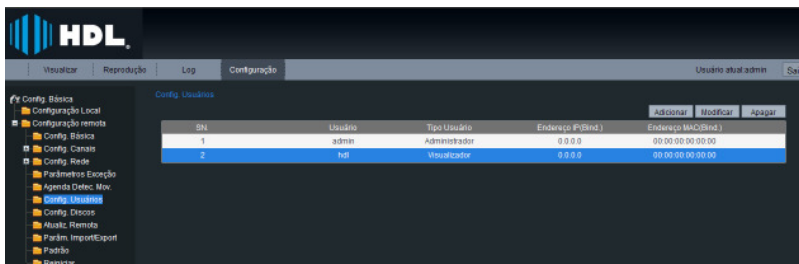 HDL®
Visualizar Reprodução Log Configuração Usuário atual:admin Sai
Config. Básica
Configuração Local
Configuração remota
Config. Básica
Config. Canais
Config. Rede
Parâmetros Exceção
Agenda Detec. Mov.
Config. Usuários
Config. Discos
Atualiz. Remota
Parâm. Import/Export
Padrão
Reiniciar
Config. Usuários
Adicionar Modificar Apagar
SN Usuário Tipo Usuário Endereço IP(Bind.) Endereço MAC(Bind.)
1 admin Administrador 0.0.0.0 00:00:00:00:00:00
2 hdl Visualizador 0.0.0.0 00:00:00:00:00:00